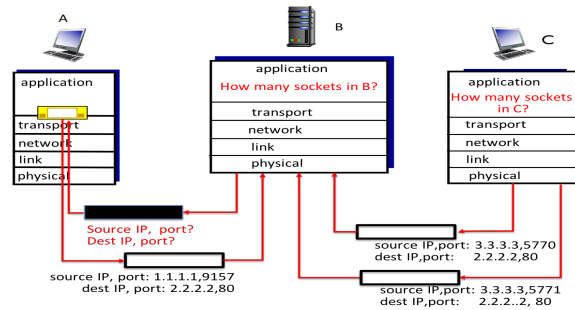 A
B
C
application
transport
network
link
physical
application
How many sockets in B?
transport
network
link
physical
application
How many sockets
in C?
transport
network
link
physical
Source IP, port?
Dest IP, port?
source IP, port: 1.1.1.1,9157
dest IP, port: 2.2.2.2,80
source IP,port: 3.3.3.3,5770
dest IP,port: 2.2.2.2,80
source IP,port: 3.3.3.3,5771
dest IP,port: 2.2.2..2, 80